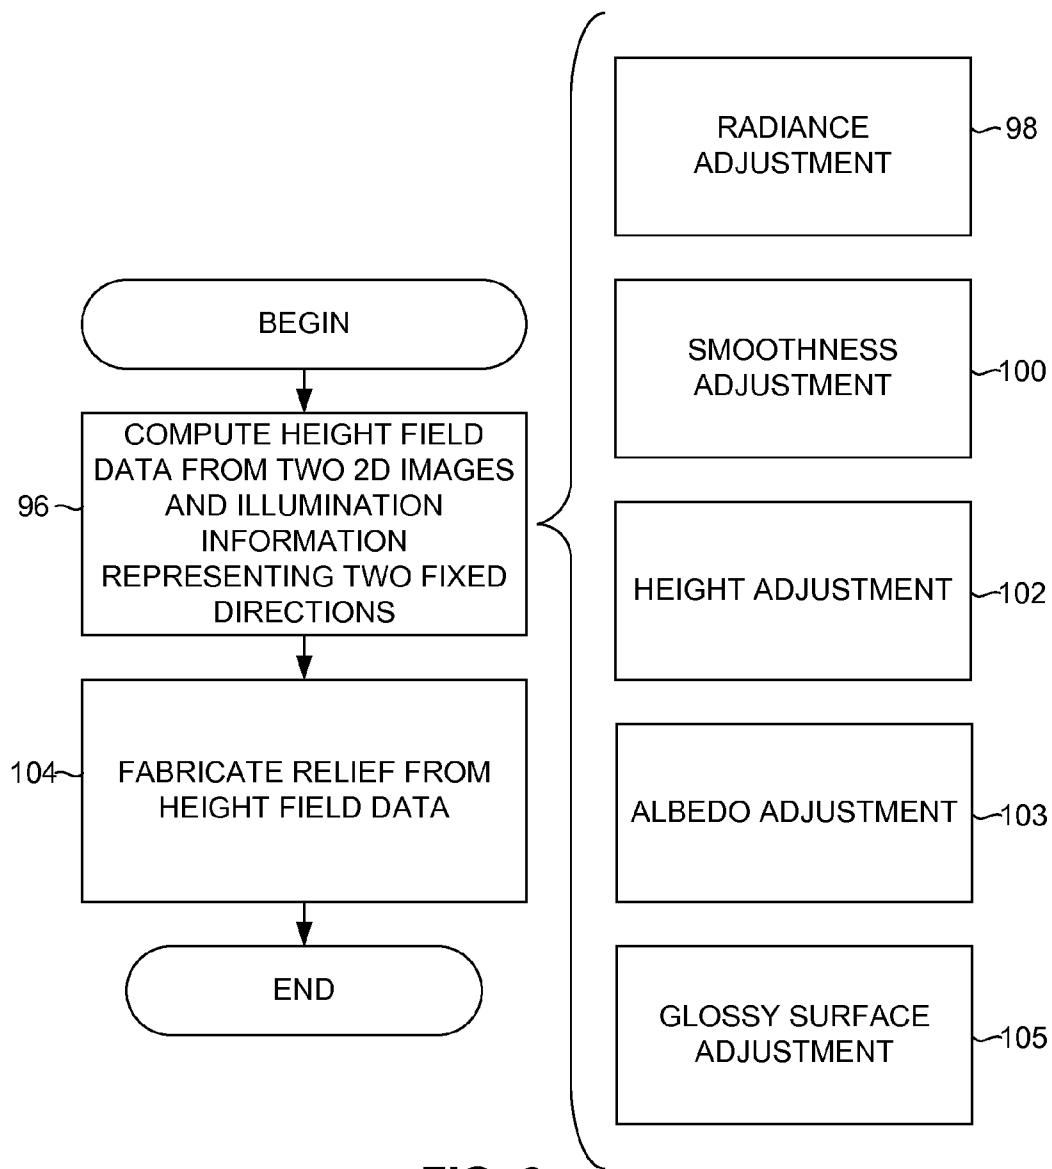 BEGIN
96
COMPUTE HEIGHT FIELD
DATA FROM TWO 2D IMAGES
AND ILLUMINATION
INFORMATION
REPRESENTING TWO FIXED
DIRECTIONS
104
FABRICATE RELIEF FROM
HEIGHT FIELD DATA
END
RADIANCE
ADJUSTMENT
98
SMOOTHNESS
ADJUSTMENT
100
HEIGHT ADJUSTMENT
102
ALBEDO ADJUSTMENT
103
GLOSSY SURFACE
ADJUSTMENT
105
FIG.